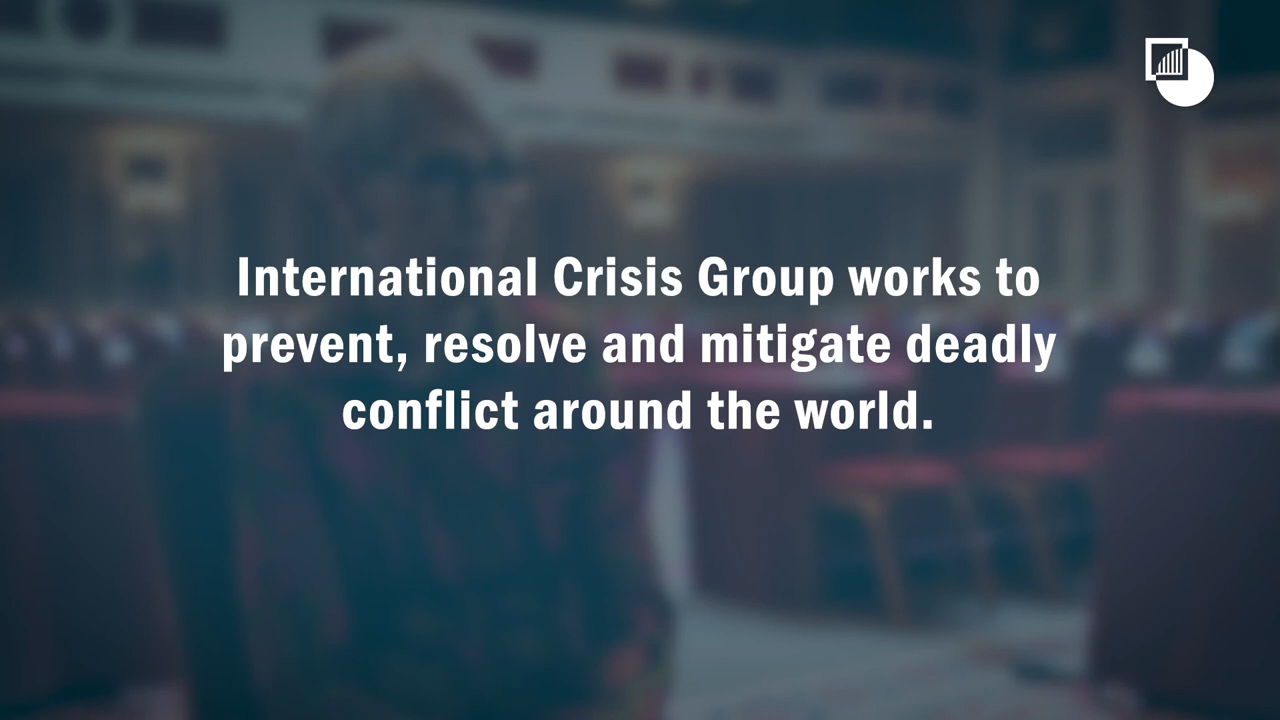 International Crisis Group works to
prevent, resolve and mitigate deadly
conflict around the world.